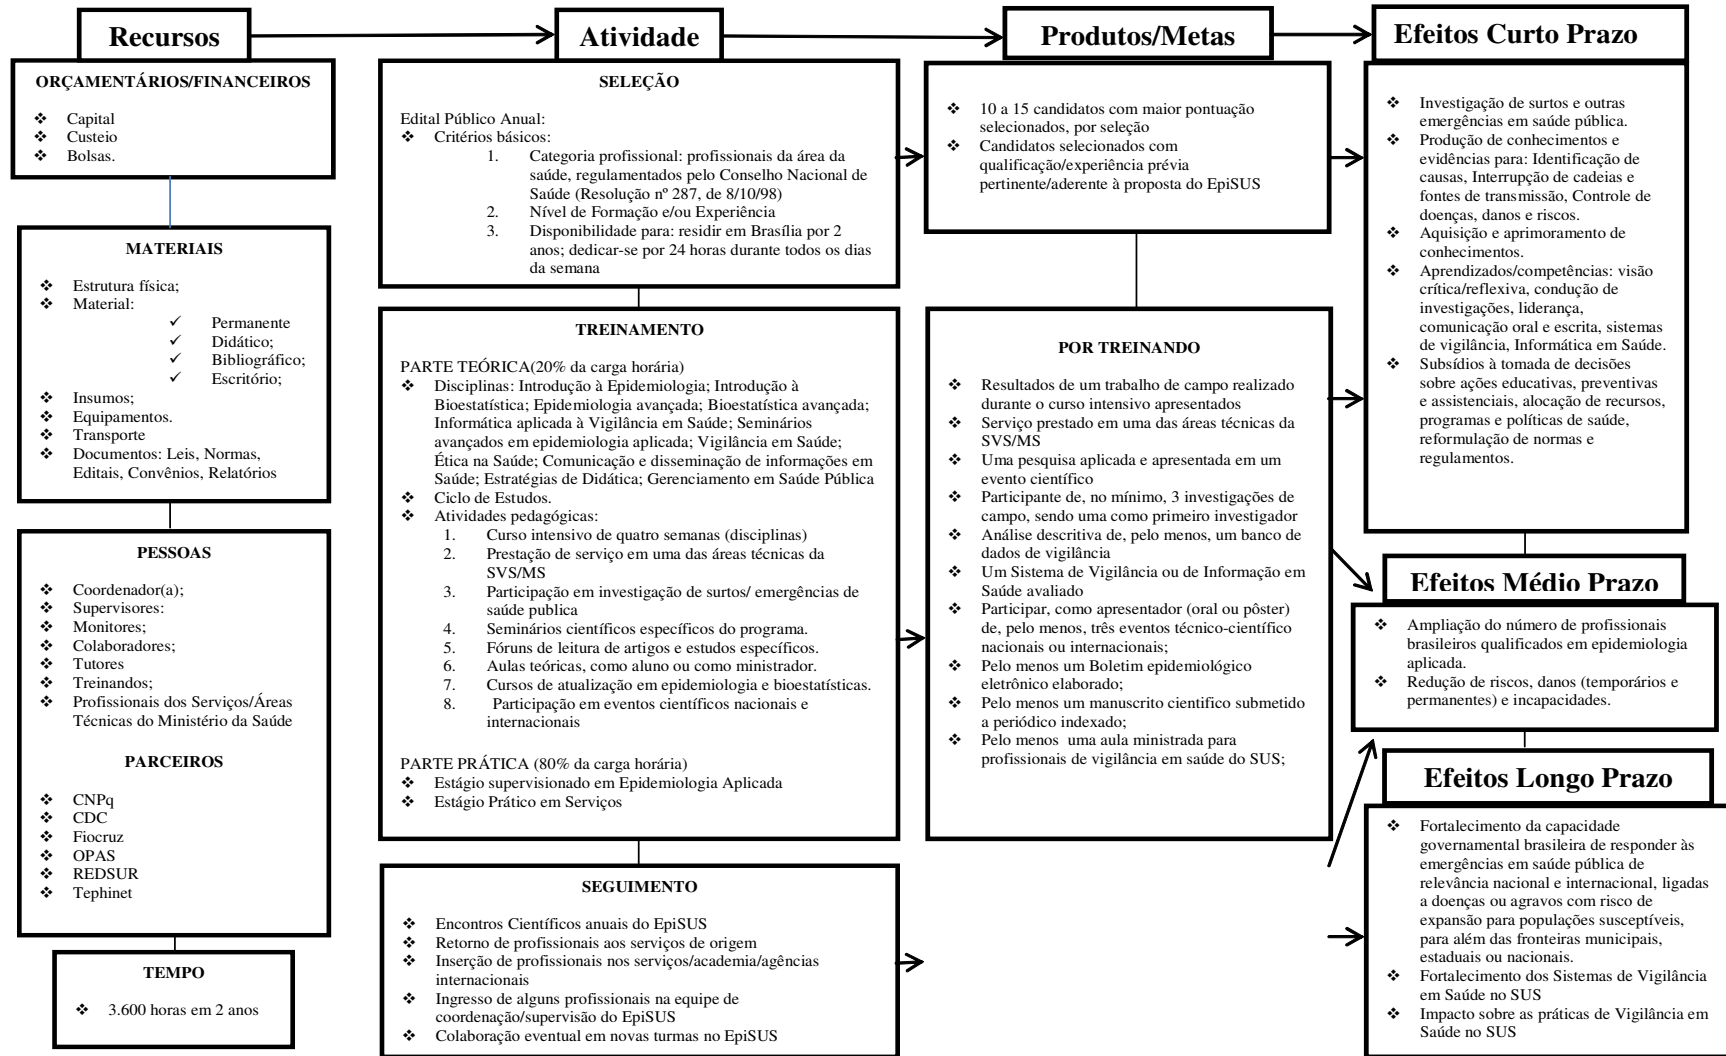 Recursos
ORÇAMENTÁRIOS/FINANCEIROS
❖ Capital
❖ Custeio
❖ Bolsas.
MATERIAIS
❖ Estrutura física;
❖ Material:
✓ Permanente
✓ Didático;
✓ Bibliográfico;
✓ Escritório;
❖ Insumos;
❖ Equipamentos.
❖ Transporte
❖ Documentos: Leis, Normas,
Editais, Convênios, Relatórios
PESSOAS
❖ Coordenador(a);
❖ Supervisores:
❖ Monitores;
❖ Colaboradores;
❖ Tutores
❖ Treinandos;
❖ Profissionais dos Serviços/Áreas
Técnicas do Ministério da Saúde
PARCEIROS
❖ CNPq
❖ CDC
❖ Fiocruz
❖ OPAS
❖ REDSUR
❖ Tephinet
TEMPO
❖ 3.600 horas em 2 anos
Atividade
SELEÇÃO
Edital Público Anual:
❖ Critérios básicos:
1. Categoria profissional: profissionais da área da
saúde, regulamentados pelo Conselho Nacional de
Saúde (Resolução nº 287, de 8/10/98)
2. Nível de Formação e/ou Experiência
3. Disponibilidade para: residir em Brasília por 2
anos; dedicar-se por 24 horas durante todos os dias
da semana
TREINAMENTO
PARTE TEÓRICA(20% da carga horária)
❖ Disciplinas: Introdução à Epidemiologia; Introdução à
Bioestatística; Epidemiologia avançada; Bioestatística avançada;
Informática aplicada à Vigilância em Saúde; Seminários
avançados em epidemiologia aplicada; Vigilância em Saúde;
Ética na Saúde; Comunicação e disseminação de informações em
Saúde; Estratégias de Didática; Gerenciamento em Saúde Pública
❖ Ciclo de Estudos.
❖ Atividades pedagógicas:
1. Curso intensivo de quatro semanas (disciplinas)
2. Prestação de serviço em uma das áreas técnicas da
SVS/MS
3. Participação em investigação de surtos/ emergências de
saúde publica
4. Seminários científicos específicos do programa.
5. Fóruns de leitura de artigos e estudos específicos.
6. Aulas teóricas, como aluno ou como ministrador.
7. Cursos de atualização em epidemiologia e bioestatísticas.
8. Participação em eventos científicos nacionais e
internacionais
PARTE PRÁTICA (80% da carga horária)
❖ Estágio supervisionado em Epidemiologia Aplicada
❖ Estágio Prático em Serviços
SEGUIMENTO
❖ Encontros Científicos anuais do EpiSUS
❖ Retorno de profissionais aos serviços de origem
❖ Inserção de profissionais nos serviços/academia/agências
internacionais
❖ Ingresso de alguns profissionais na equipe de
coordenação/supervisão do EpiSUS
❖ Colaboração eventual em novas turmas no EpiSUS
Produtos/Metas
❖ 10 a 15 candidatos com maior pontuação
selecionados, por seleção
❖ Candidatos selecionados com
qualificação/experiência prévia
pertinente/aderente à proposta do EpiSUS
POR TREINANDO
❖ Resultados de um trabalho de campo realizado
durante o curso intensivo apresentados
❖ Serviço prestado em uma das áreas técnicas da
SVS/MS
❖ Uma pesquisa aplicada e apresentada em um
evento científico
❖ Participante de, no mínimo, 3 investigações de
campo, sendo uma como primeiro investigador
❖ Análise descritiva de, pelo menos, um banco de
dados de vigilância
❖ Um Sistema de Vigilância ou de Informação em
Saúde avaliado
❖ Participar, como apresentador (oral ou pôster)
de, pelo menos, três eventos técnico-científico
nacionais ou internacionais;
❖ Pelo menos um Boletim epidemiológico
eletrônico elaborado;
❖ Pelo menos um manuscrito cientifico submetido
a periódico indexado;
❖ Pelo menos uma aula ministrada para
profissionais de vigilância em saúde do SUS;
Efeitos Curto Prazo
❖ Investigação de surtos e outras
emergências em saúde pública.
❖ Produção de conhecimentos e
evidências para: Identificação de
causas, Interrupção de cadeias e
fontes de transmissão, Controle de
doenças, danos e riscos.
❖ Aquisição e aprimoramento de
conhecimentos.
❖ Aprendizados/competências: visão
crítica/reflexiva, condução de
investigações, liderança,
comunicação oral e escrita, sistemas
de vigilância, Informática em Saúde.
❖ Subsídios à tomada de decisões
sobre ações educativas, preventivas
e assistenciais, alocação de recursos,
programas e políticas de saúde,
reformulação de normas e
regulamentos.
Efeitos Médio Prazo
❖ Ampliação do número de profissionais
brasileiros qualificados em epidemiologia
aplicada.
❖ Redução de riscos, danos (temporários e
permanentes) e incapacidades.
Efeitos Longo Prazo
❖ Fortalecimento da capacidade
governamental brasileira de responder às
emergências em saúde pública de
relevância nacional e internacional, ligadas
a doenças ou agravos com risco de
expansão para populações susceptíveis,
para além das fronteiras municipais,
estaduais ou nacionais.
❖ Fortalecimento dos Sistemas de Vigilância
em Saúde no SUS
❖ Impacto sobre as práticas de Vigilância em
Saúde no SUS